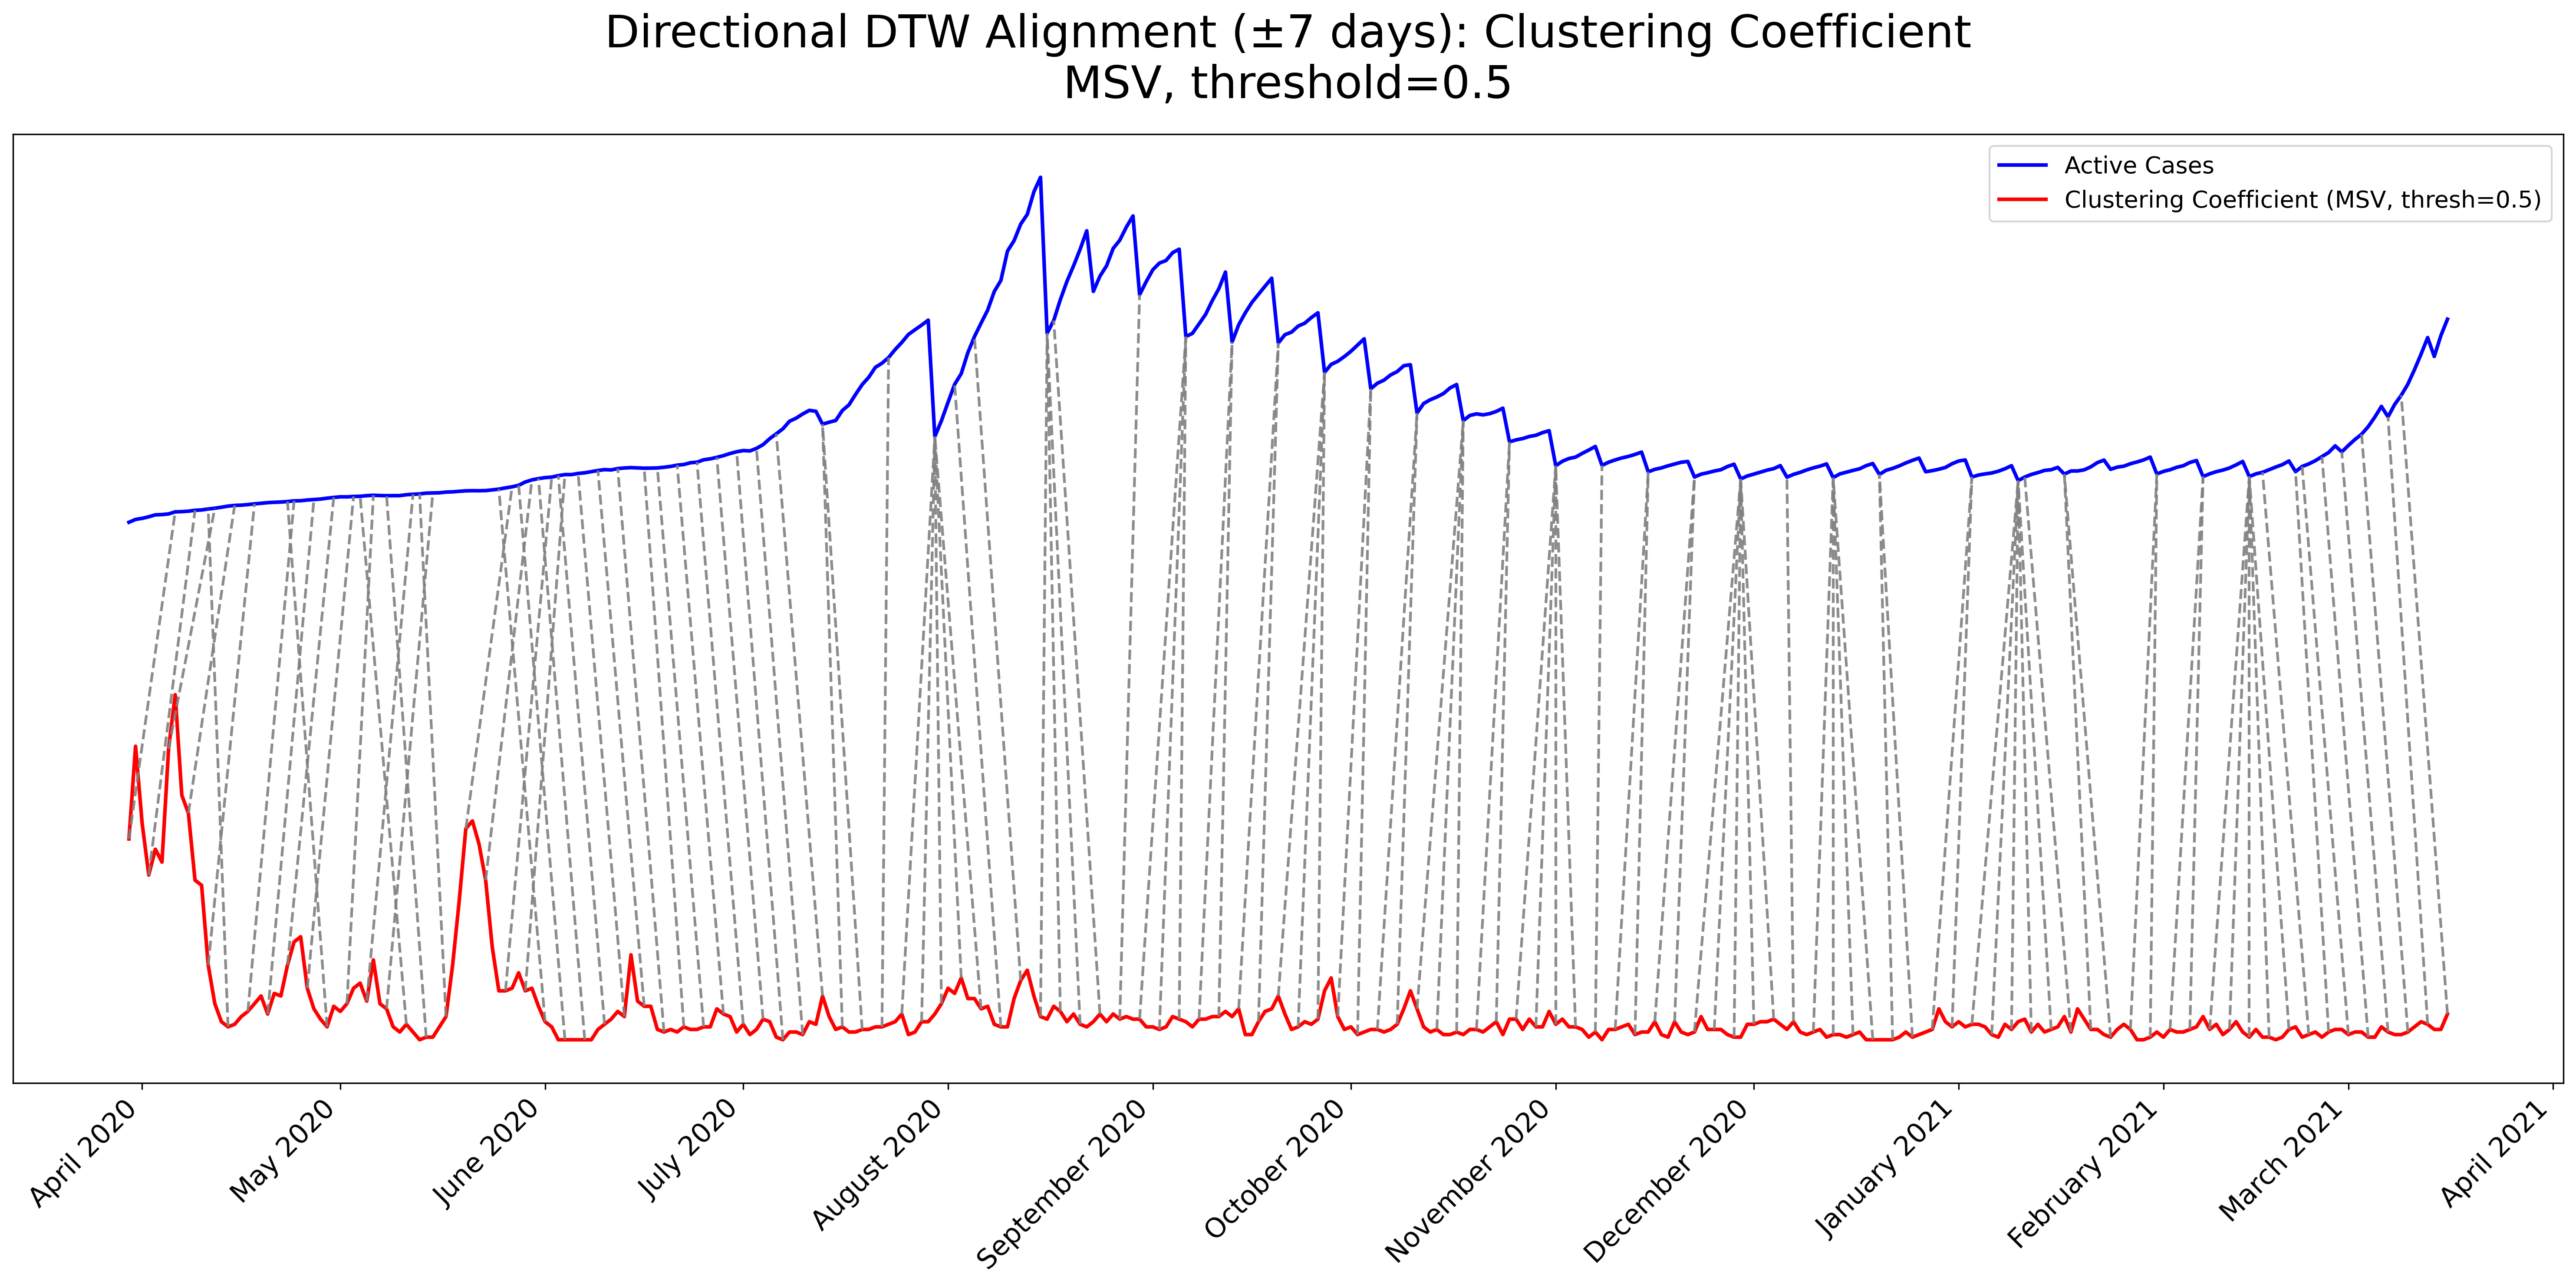 Directional DTW Alignment (±7 days): Clustering Coefficient
MSV, threshold=0.5
Active Cases
Clustering Coefficient (MSV, thresh=0.5)
April 2020
May 2020
June 2020
July 2020
August 2020
September 2020
October 2020
November 2020
December 2020
January 2021
February 2021
March 2021
April 2021